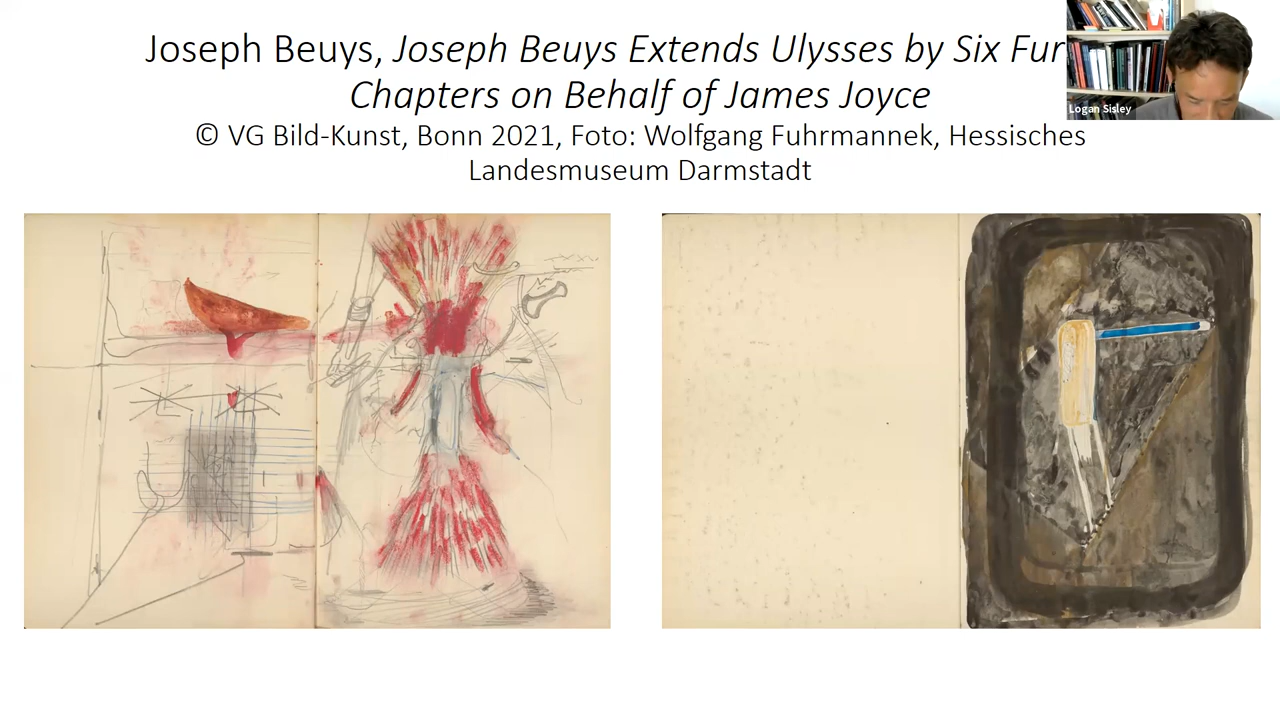 Joseph Beuys, Joseph Beuys Extends Ulysses by Six
Chapters on Behalf of James Joyce
© VG Bild-Kunst, Bonn 2021, Foto: Wolfgang Fuhrmannek, Hessisches
Landesmuseum Darmstadt
Logan Sisley